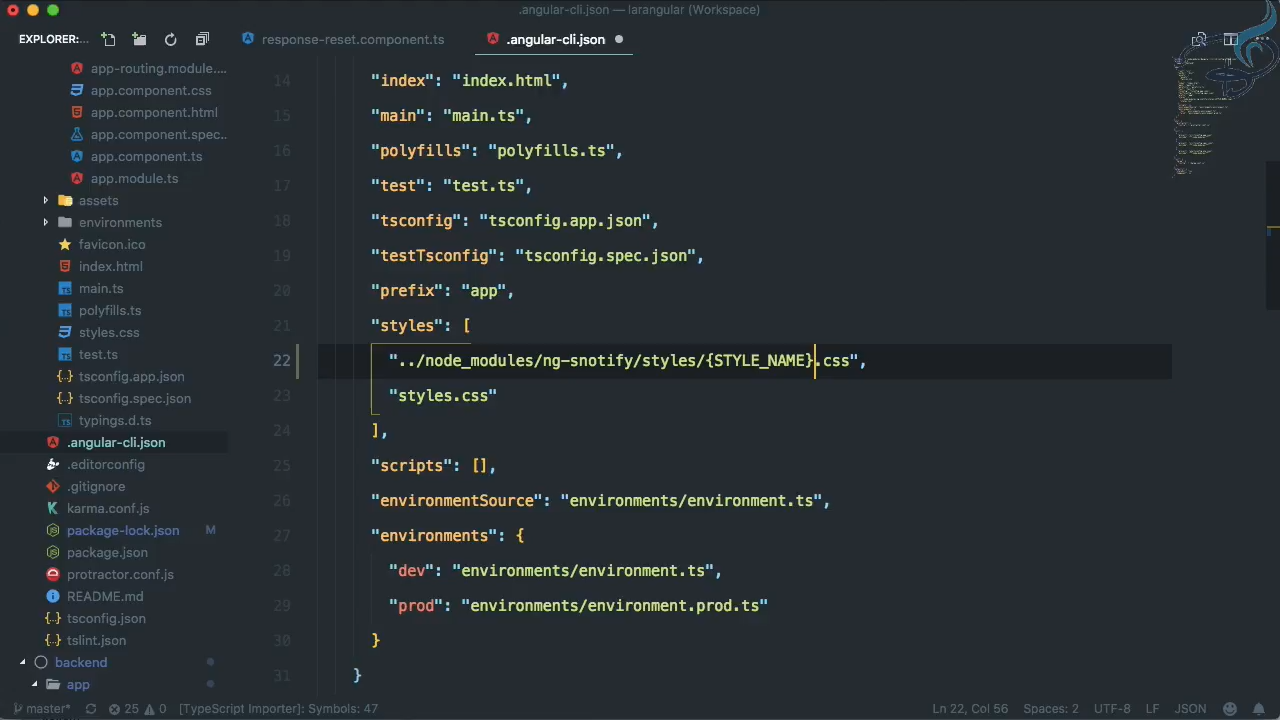 .angular-cli.json — larangular (Workspace)
EXPLORER:...
response-reset.component.ts
.angular-cli.json
app-routing.module....
app.component.css
app.component.html
app.component.spec..
app.component.ts
app.module.ts
assets
environments
favicon.ico
index.html
main.ts
polyfills.ts
styles.css
test.ts
tsconfig.app.json
tsconfig.spec.json
typings.d.ts
.angular-cli.json
.editorconfig
.gitignore
karma.conf.js
package-lock.json M
package.json
protractor.conf.js
README.md
tsconfig.json
tslint.json
backend
app
14 "index": "index.html",
15 "main": "main.ts",
16 "polyfills": "polyfills.ts",
17 "test": "test.ts",
18 "tsconfig": "tsconfig.app.json",
19 "testTsconfig": "tsconfig.spec.json",
20 "prefix": "app",
21 "styles": [
22 "../node_modules/ng-snotify/styles/{STYLE_NAME}.css",
23 "styles.css"
24 ],
25 "scripts": [],
26 "environmentSource": "environments/environment.ts",
27 "environments": {
28 "dev": "environments/environment.ts",
29 "prod": "environments/environment.prod.ts"
30 }
31 }
master* 25 0 [TypeScript Importer]: Symbols: 47 Ln 22, Col 56 Spaces: 2 UTF-8 LF JSON